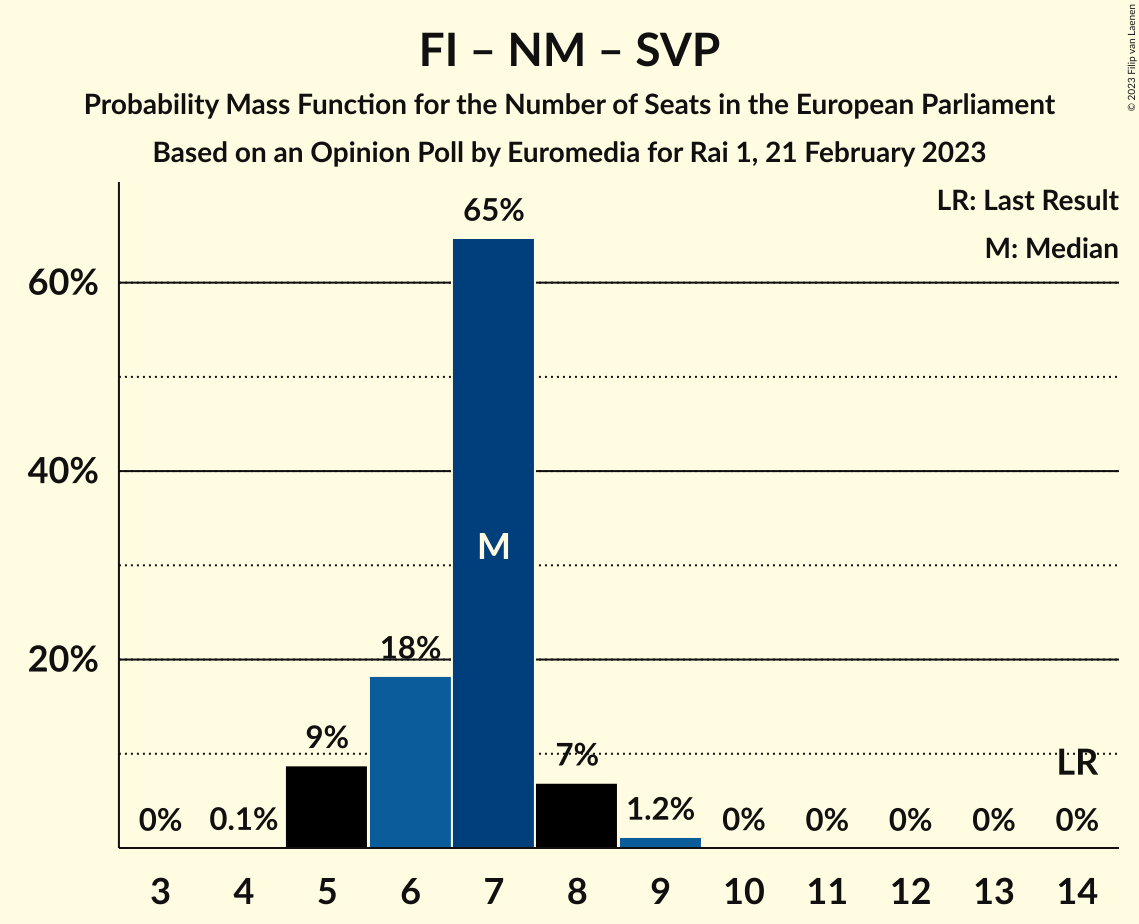 FI – NM – SVP
Probability Mass Function for the Number of Seats in the European Parliament
Based on an Opinion Poll by Euromedia for Rai 1, 21 February 2023
© 2023 Filip van Laenen
LR: Last Result
M: Median
60%
40%
20%
0%
0.1%
9%
18%
65%
M
7%
1.2%
0%
0%
0%
0%
LR
0%
3 4 5 6 7 8 9 10 11 12 13 14